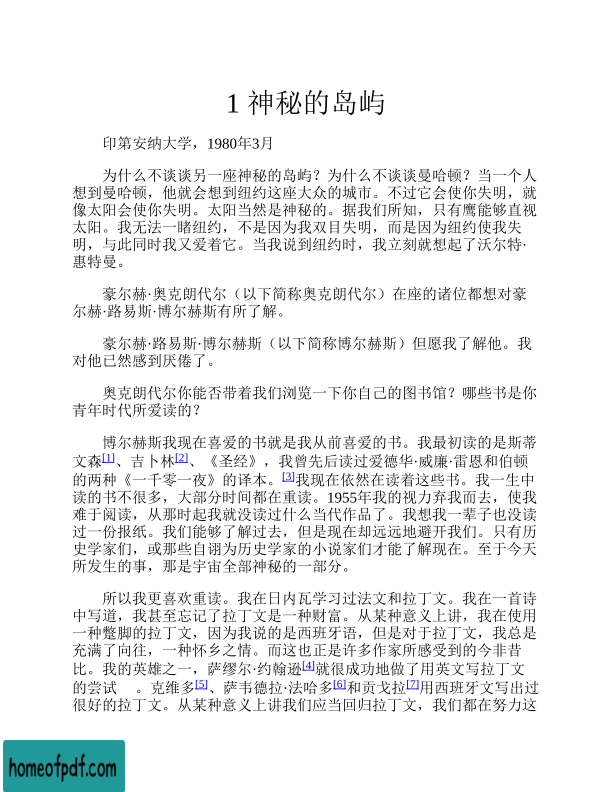 1 神秘的岛屿
印第安纳大学，1980年3月
为什么不谈谈另一座神秘的岛屿？为什么不谈谈曼哈顿？当一个人
想到曼哈顿，他就会想到纽约这座大众的城市。不过它会使你失明，就
像太阳会使你失明。太阳当然是神秘的。据我们所知，只有鹰能够直视
太阳。我无法一睹纽约，不是因为我双目失明，而是因为纽约使我失
明，与此同时我又爱着它。当我说到纽约时，我立刻就想起了沃尔特·
惠特曼。
豪尔赫·奥克朗代尔（以下简称奥克朗代尔）在座的诸位都想对豪
尔赫·路易斯·博尔赫斯有所了解。
豪尔赫·路易斯·博尔赫斯（以下简称博尔赫斯）但愿我了解他。我
对他已然感到厌倦了。
奥克朗代尔你能否带着我们浏览一下你自己的图书馆？哪些书是你
青年时代所爱读的？
博尔赫斯我现在喜爱的书就是我从前喜爱的书。我最初读的是斯蒂
文森[1]、吉卜林[2]、《圣经》，我曾先后读过爱德华·威廉·雷恩和伯顿
的两种《一千零一夜》的译本。[3]我现在依然在读着这些书。我一生中
读的书不很多，大部分时间都在重读。1955年我的视力弃我而去，使我
难于阅读，从那时起我就没读过什么当代作品了。我想我一辈子也没读
过一份报纸。我们能够了解过去，但是现在却远远地避开我们。只有历
史学家们，或那些自诩为历史学家的小说家们才能了解现在。至于今天
所发生的事，那是宇宙全部神秘的一部分。
所以我更喜欢重读。我在日内瓦学习过法文和拉丁文。我在一首诗
中写道，我甚至忘记了拉丁文是一种财富。从某种意义上讲，我在使用
一种蹩脚的拉丁文，因为我说的是西班牙语，但是对于拉丁文，我总是
充满了向往，一种怀乡之情。而这也正是许多作家所感受到的今非昔
比。我的英雄之一，萨缪尔·约翰逊[4]就很成功地做了用英文写拉丁文
的尝试 。克维多[5]、萨韦德拉·法哈多[6]和贡戈拉[7]用西班牙文写出过
很好的拉丁文。从某种意义上讲我们应当回归拉丁文，我们都在努力这
homeofpdf.com